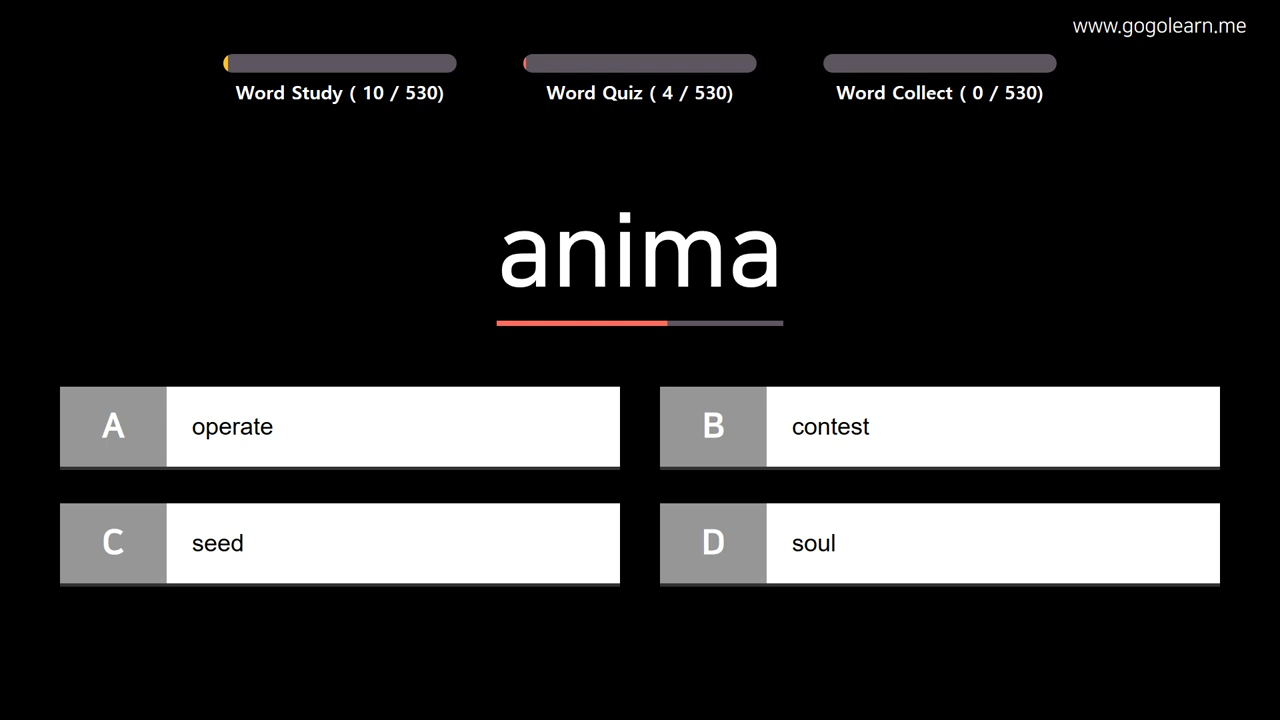 www.gogolearn.me
Word Study ( 10 / 530)
Word Quiz ( 4 / 530)
Word Collect ( 0 / 530)
anima
A operate
B contest
C seed
D soul